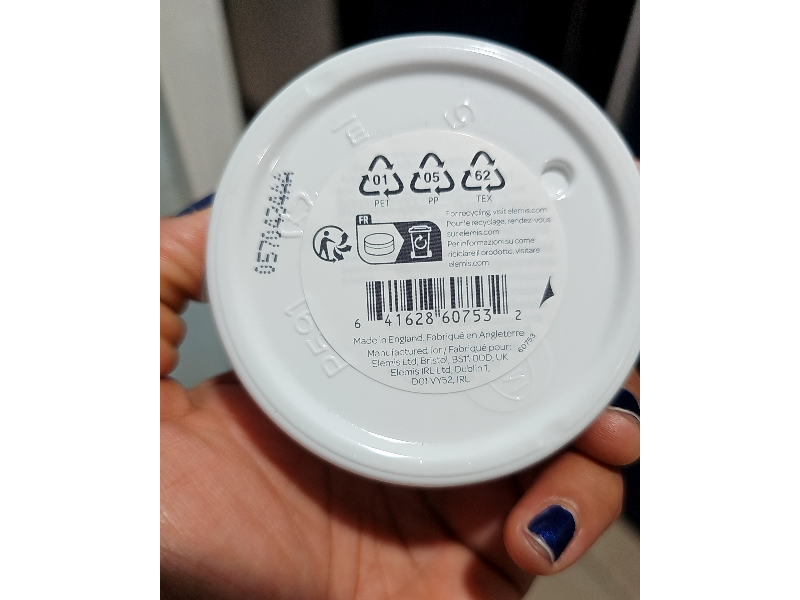 01 05 62
PET PP TEX
FR
For recycling, visit elemis.com
Pour le recyclage, rendez-vous
sur elemis.com
Per informazioni su come
riciclare il prodotto, visitare
elemis.com
6 41628 60753 2
Made in England. Fabriqué en Angleterre
Manufactured for / Fabriqué pour:
Elemis Ltd, Bristol, BS11 0DD, UK
Elemis IRL Ltd, Dublin 1,
D01 VY52, IRL
60753